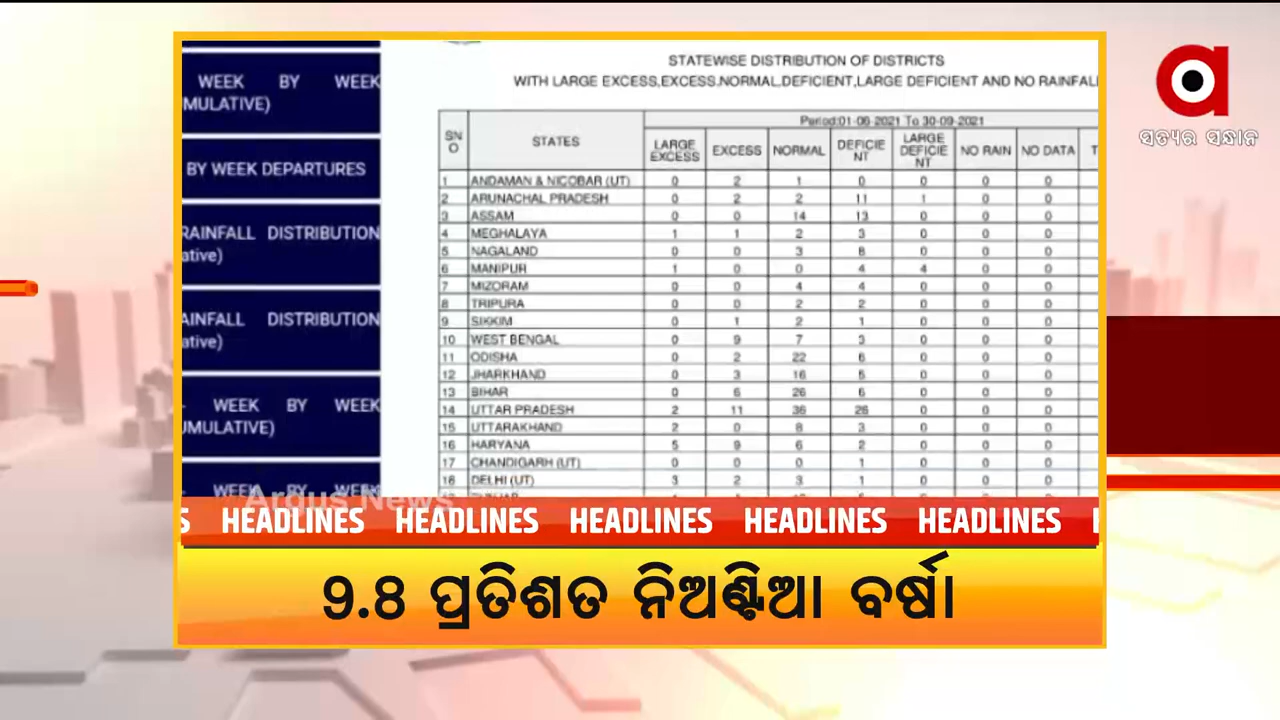 WEEK BY WEEK
MULATIVE)
BY WEEK DEPARTURES
RAINFALL DISTRIBUTION
ative)
AINFALL DISTRIBUTION
ative)
WEEK BY WEEK
UMULATIVE)
WEEK BY WEEK
STATEWISE DISTRIBUTION OF DISTRICTS
WITH LARGE EXCESS,EXCESS,NORMAL,DEFICIENT,LARGE DEFICIENT AND NO RAINFAL
Period:01-06-2021 To 30-09-2021
SNO STATES LARGE EXCESS EXCESS NORMAL DEFICIENT LARGE DEFICIENT NO RAIN NO DATA T
1 ANDAMAN & NICOBAR (UT) 0 2 1 0 0 0 0
2 ARUNACHAL PRADESH 0 2 2 11 1 0 0
3 ASSAM 0 0 14 13 0 0 0
4 MEGHALAYA 1 1 2 3 0 0 0
5 NAGALAND 0 0 3 8 0 0 0
6 MANIPUR 1 0 0 4 4 0 0
7 MIZORAM 0 0 4 4 0 0 0
8 TRIPURA 0 0 2 2 0 0 0
9 SIKKIM 0 1 2 1 0 0 0
10 WEST BENGAL 0 9 7 3 0 0 0
11 ODISHA 0 2 22 6 0 0 0
12 JHARKHAND 0 3 16 5 0 0 0
13 BIHAR 0 6 26 6 0 0 0
14 UTTAR PRADESH 2 11 36 26 0 0 0
15 UTTARAKHAND 2 0 8 3 0 0 0
16 HARYANA 5 9 6 2 0 0 0
17 CHANDIGARH (UT) 0 0 0 1 0 0 0
18 DELHI (UT) 3 2 3 1 0 0 0
Argus News
S HEADLINES HEADLINES HEADLINES HEADLINES HEADLINES
9.8 ପ୍ରତିଶତ ନିଅଣ୍ଟିଆ ବର୍ଷା
ସତ୍ୟର ସନ୍ଧାନ